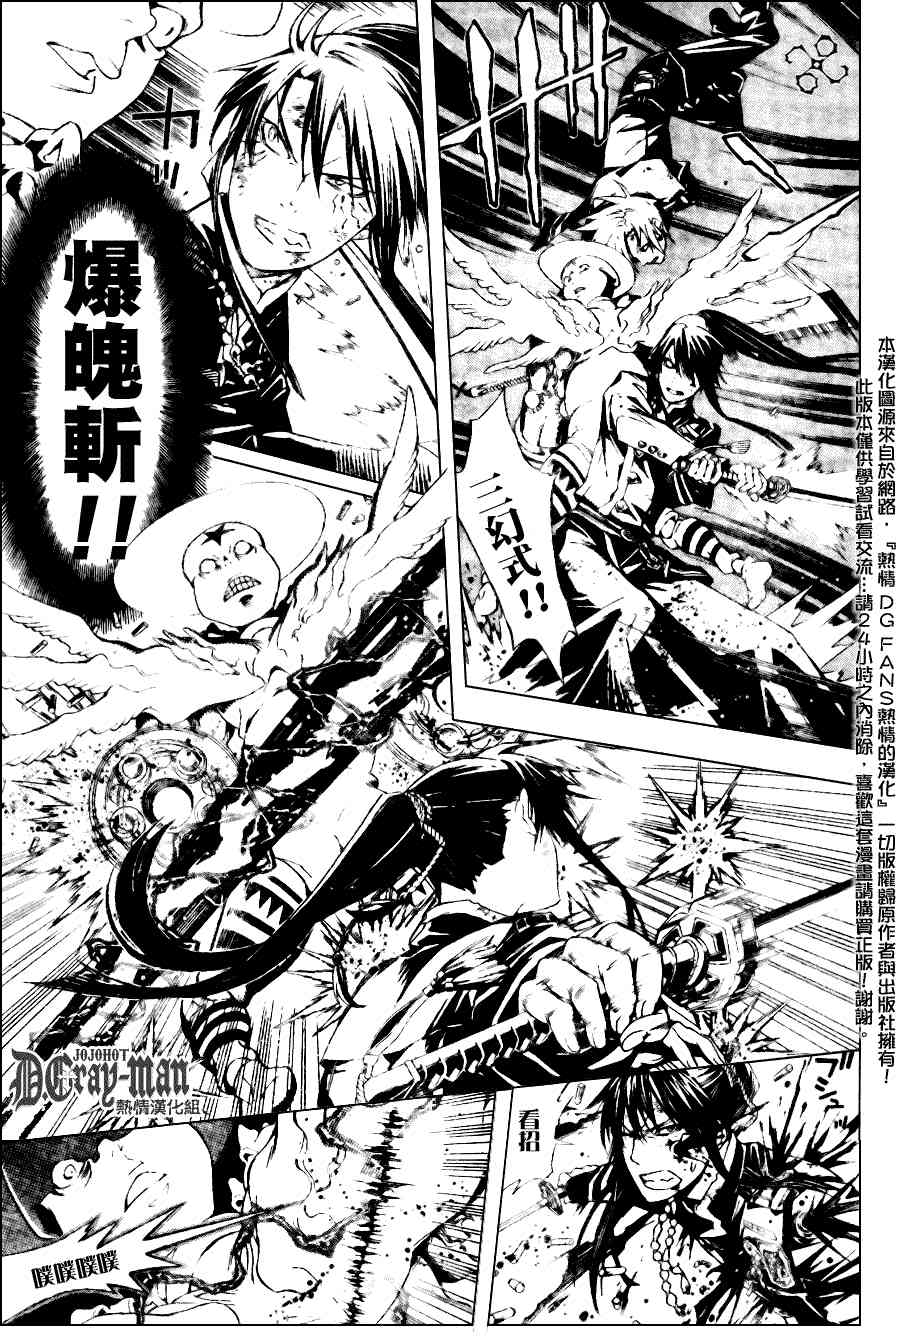 三幻式!!
爆魄斬!!
看招
噗噗噗噗
JOJOHOT
D.Gray-man
熱情漢化組
本漢化圖源來自於網路．『熱情DG FANS熱情的漢化』一切版權歸原作者與出版社擁有！
此版本僅供學習試看交流…請24小時之內消除，喜歡這套漫畫請購買正版！謝謝。